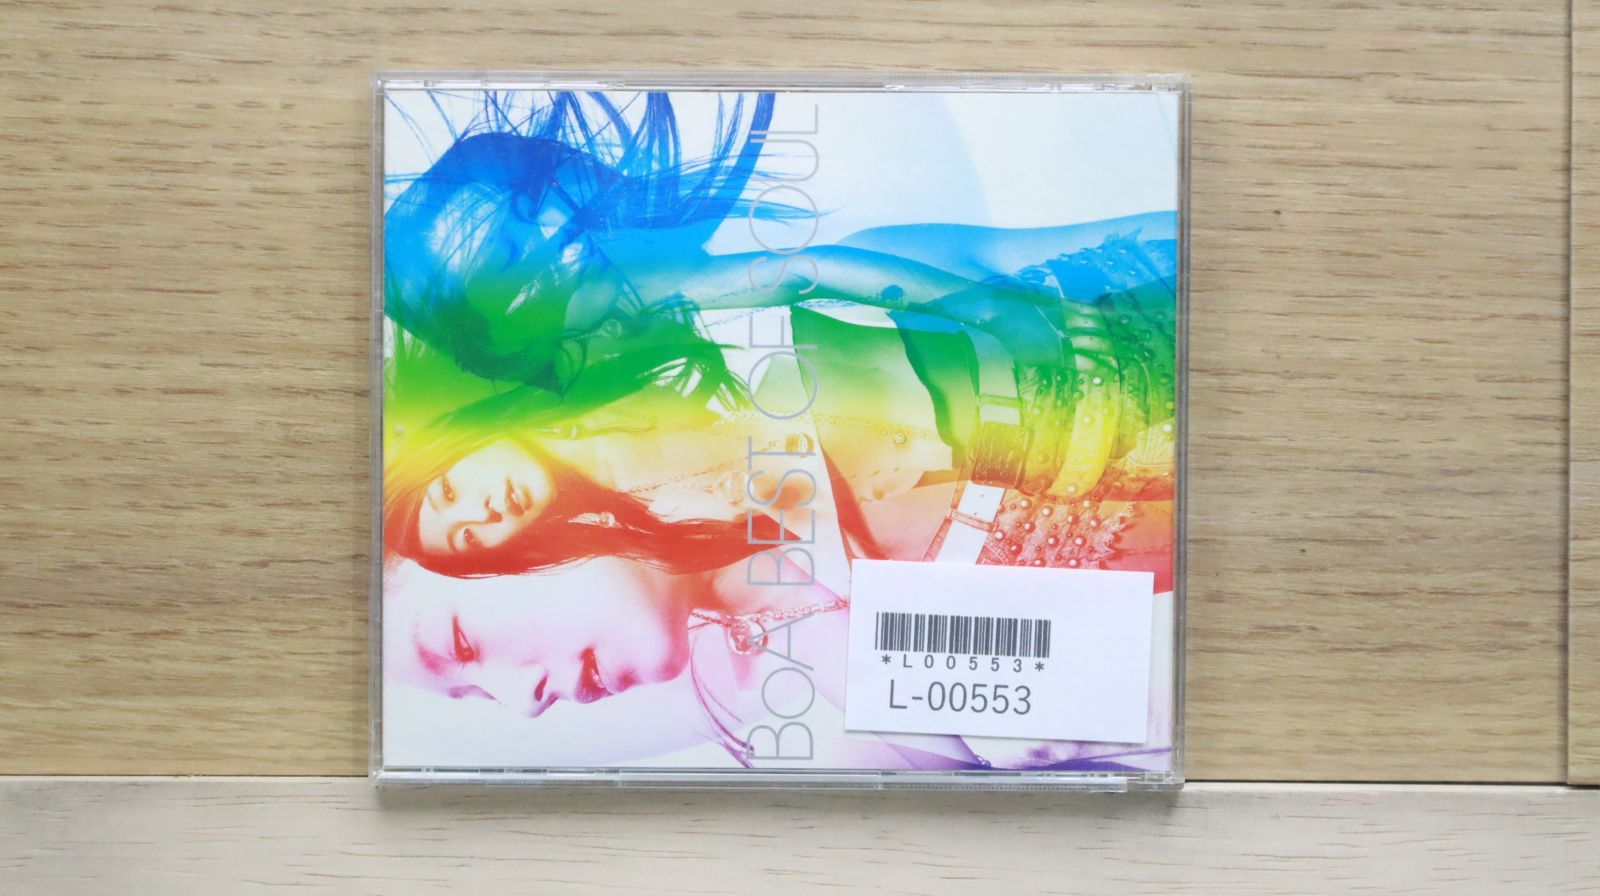 BoA BEST OF SOUL
*L00553*
L-00553